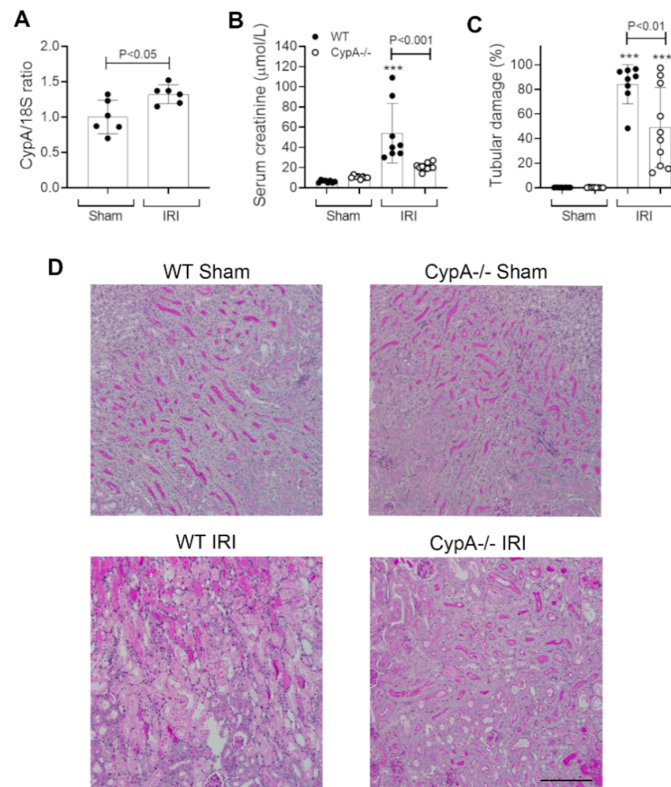 A
P<0.05
CypA/18S ratio
2.0
1.5
1.0
0.5
0.0
Sham
IRI
B
WT
CypA-/-
P<0.001
***
Serum creatinine (μmol/L)
140
120
100
80
60
40
20
0
Sham
IRI
C
P<0.01
***
***
Tubular damage (%)
100
80
60
40
20
0
Sham
IRI
D
WT Sham
CypA-/- Sham
WT IRI
CypA-/- IRI